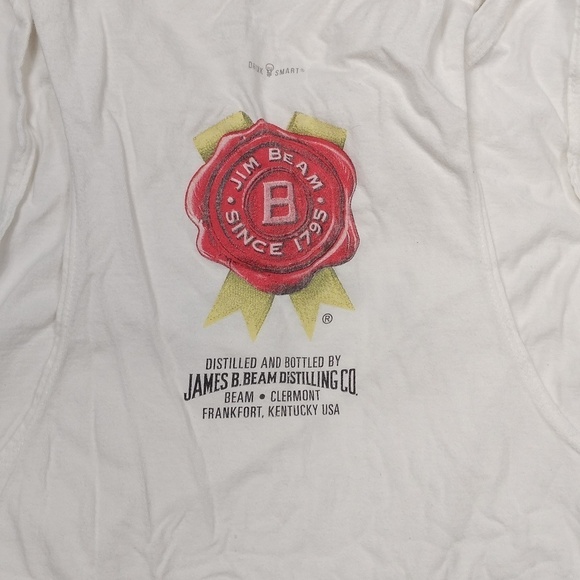 DRINK SMART®
• JIM BEAM •
B
SINCE 1795
®
DISTILLED AND BOTTLED BY
JAMES B. BEAM DISTILLING CO.
BEAM • CLERMONT
FRANKFORT, KENTUCKY USA